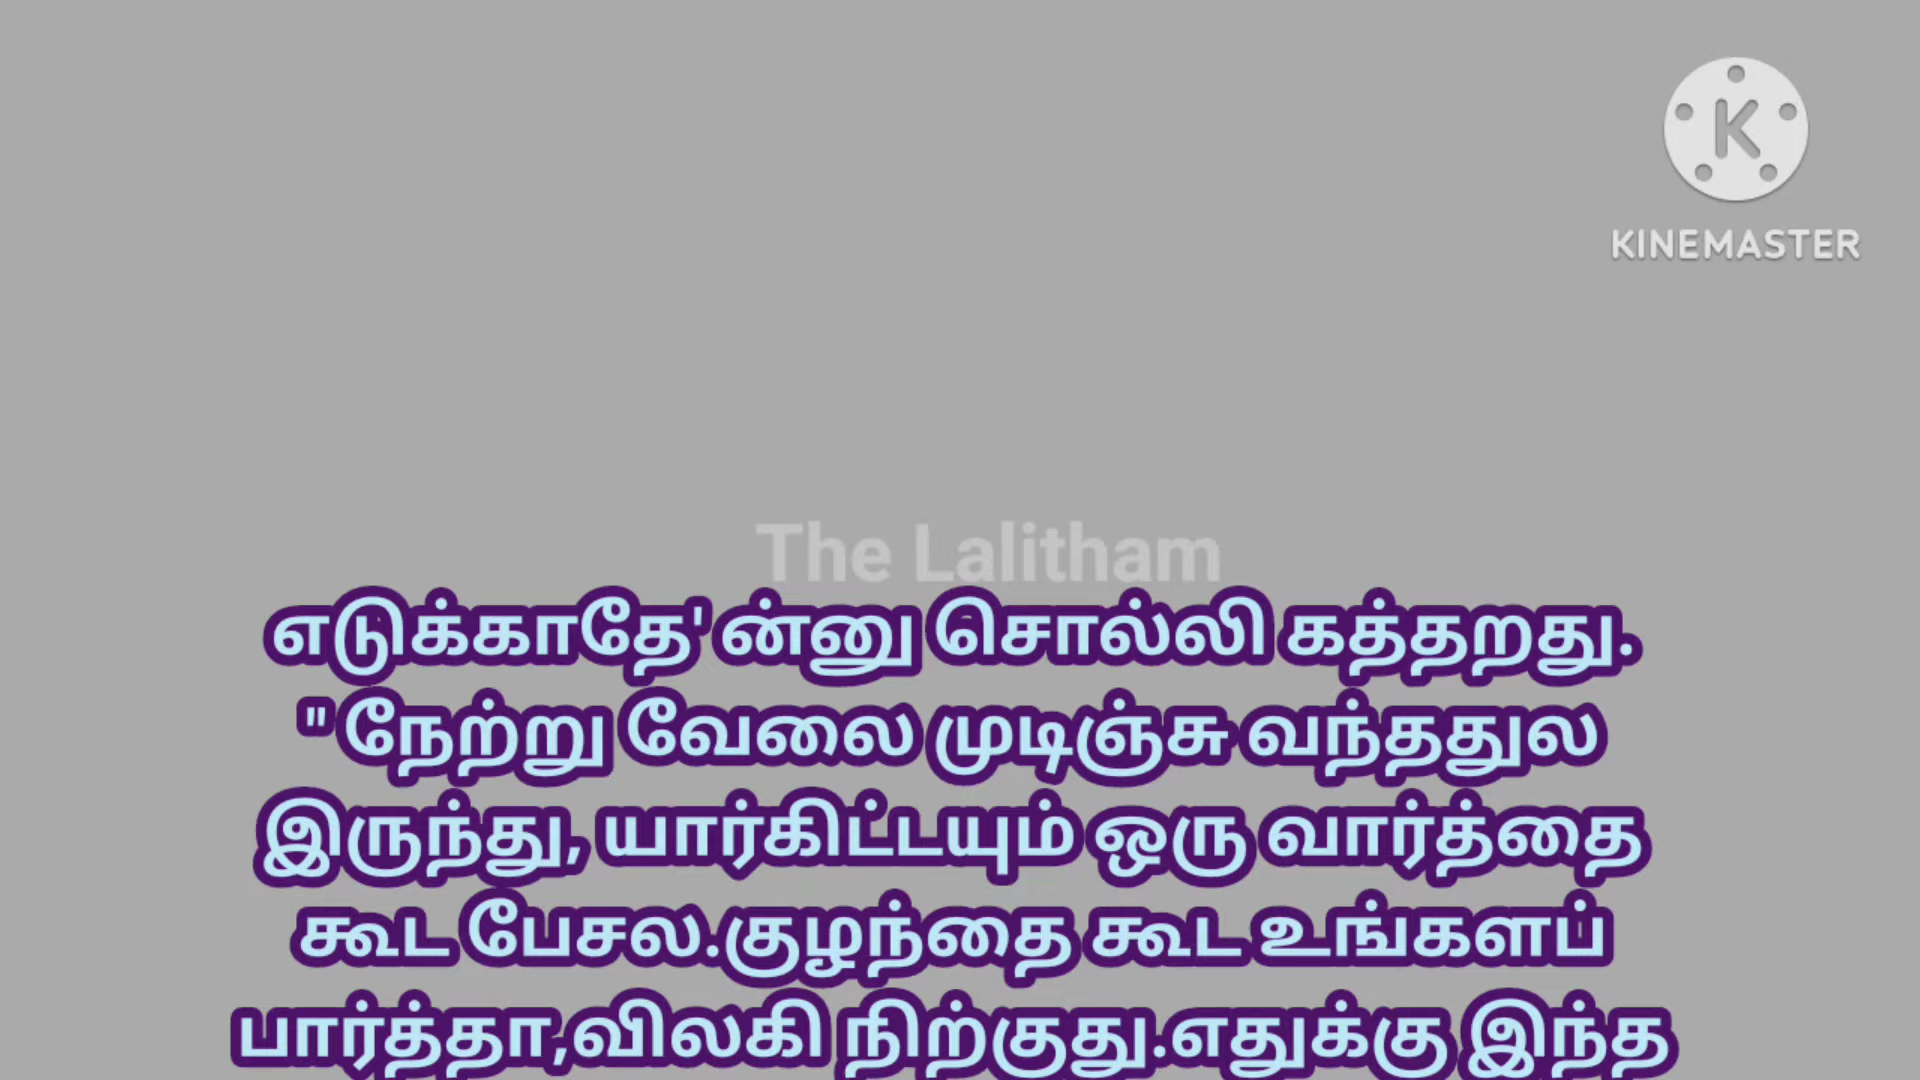 KINEMASTER
The Lalitham
எடுக்காதே'ன்னு சொல்லி கத்தறது.
"நேற்று வேலை முடிஞ்சு வந்ததுல
இருந்து, யார்கிட்டயும் ஒரு வார்த்தை
கூட பேசல.குழந்தை கூட உங்களப்
பார்த்தா,விலகி நிற்குது.எதுக்கு இந்த